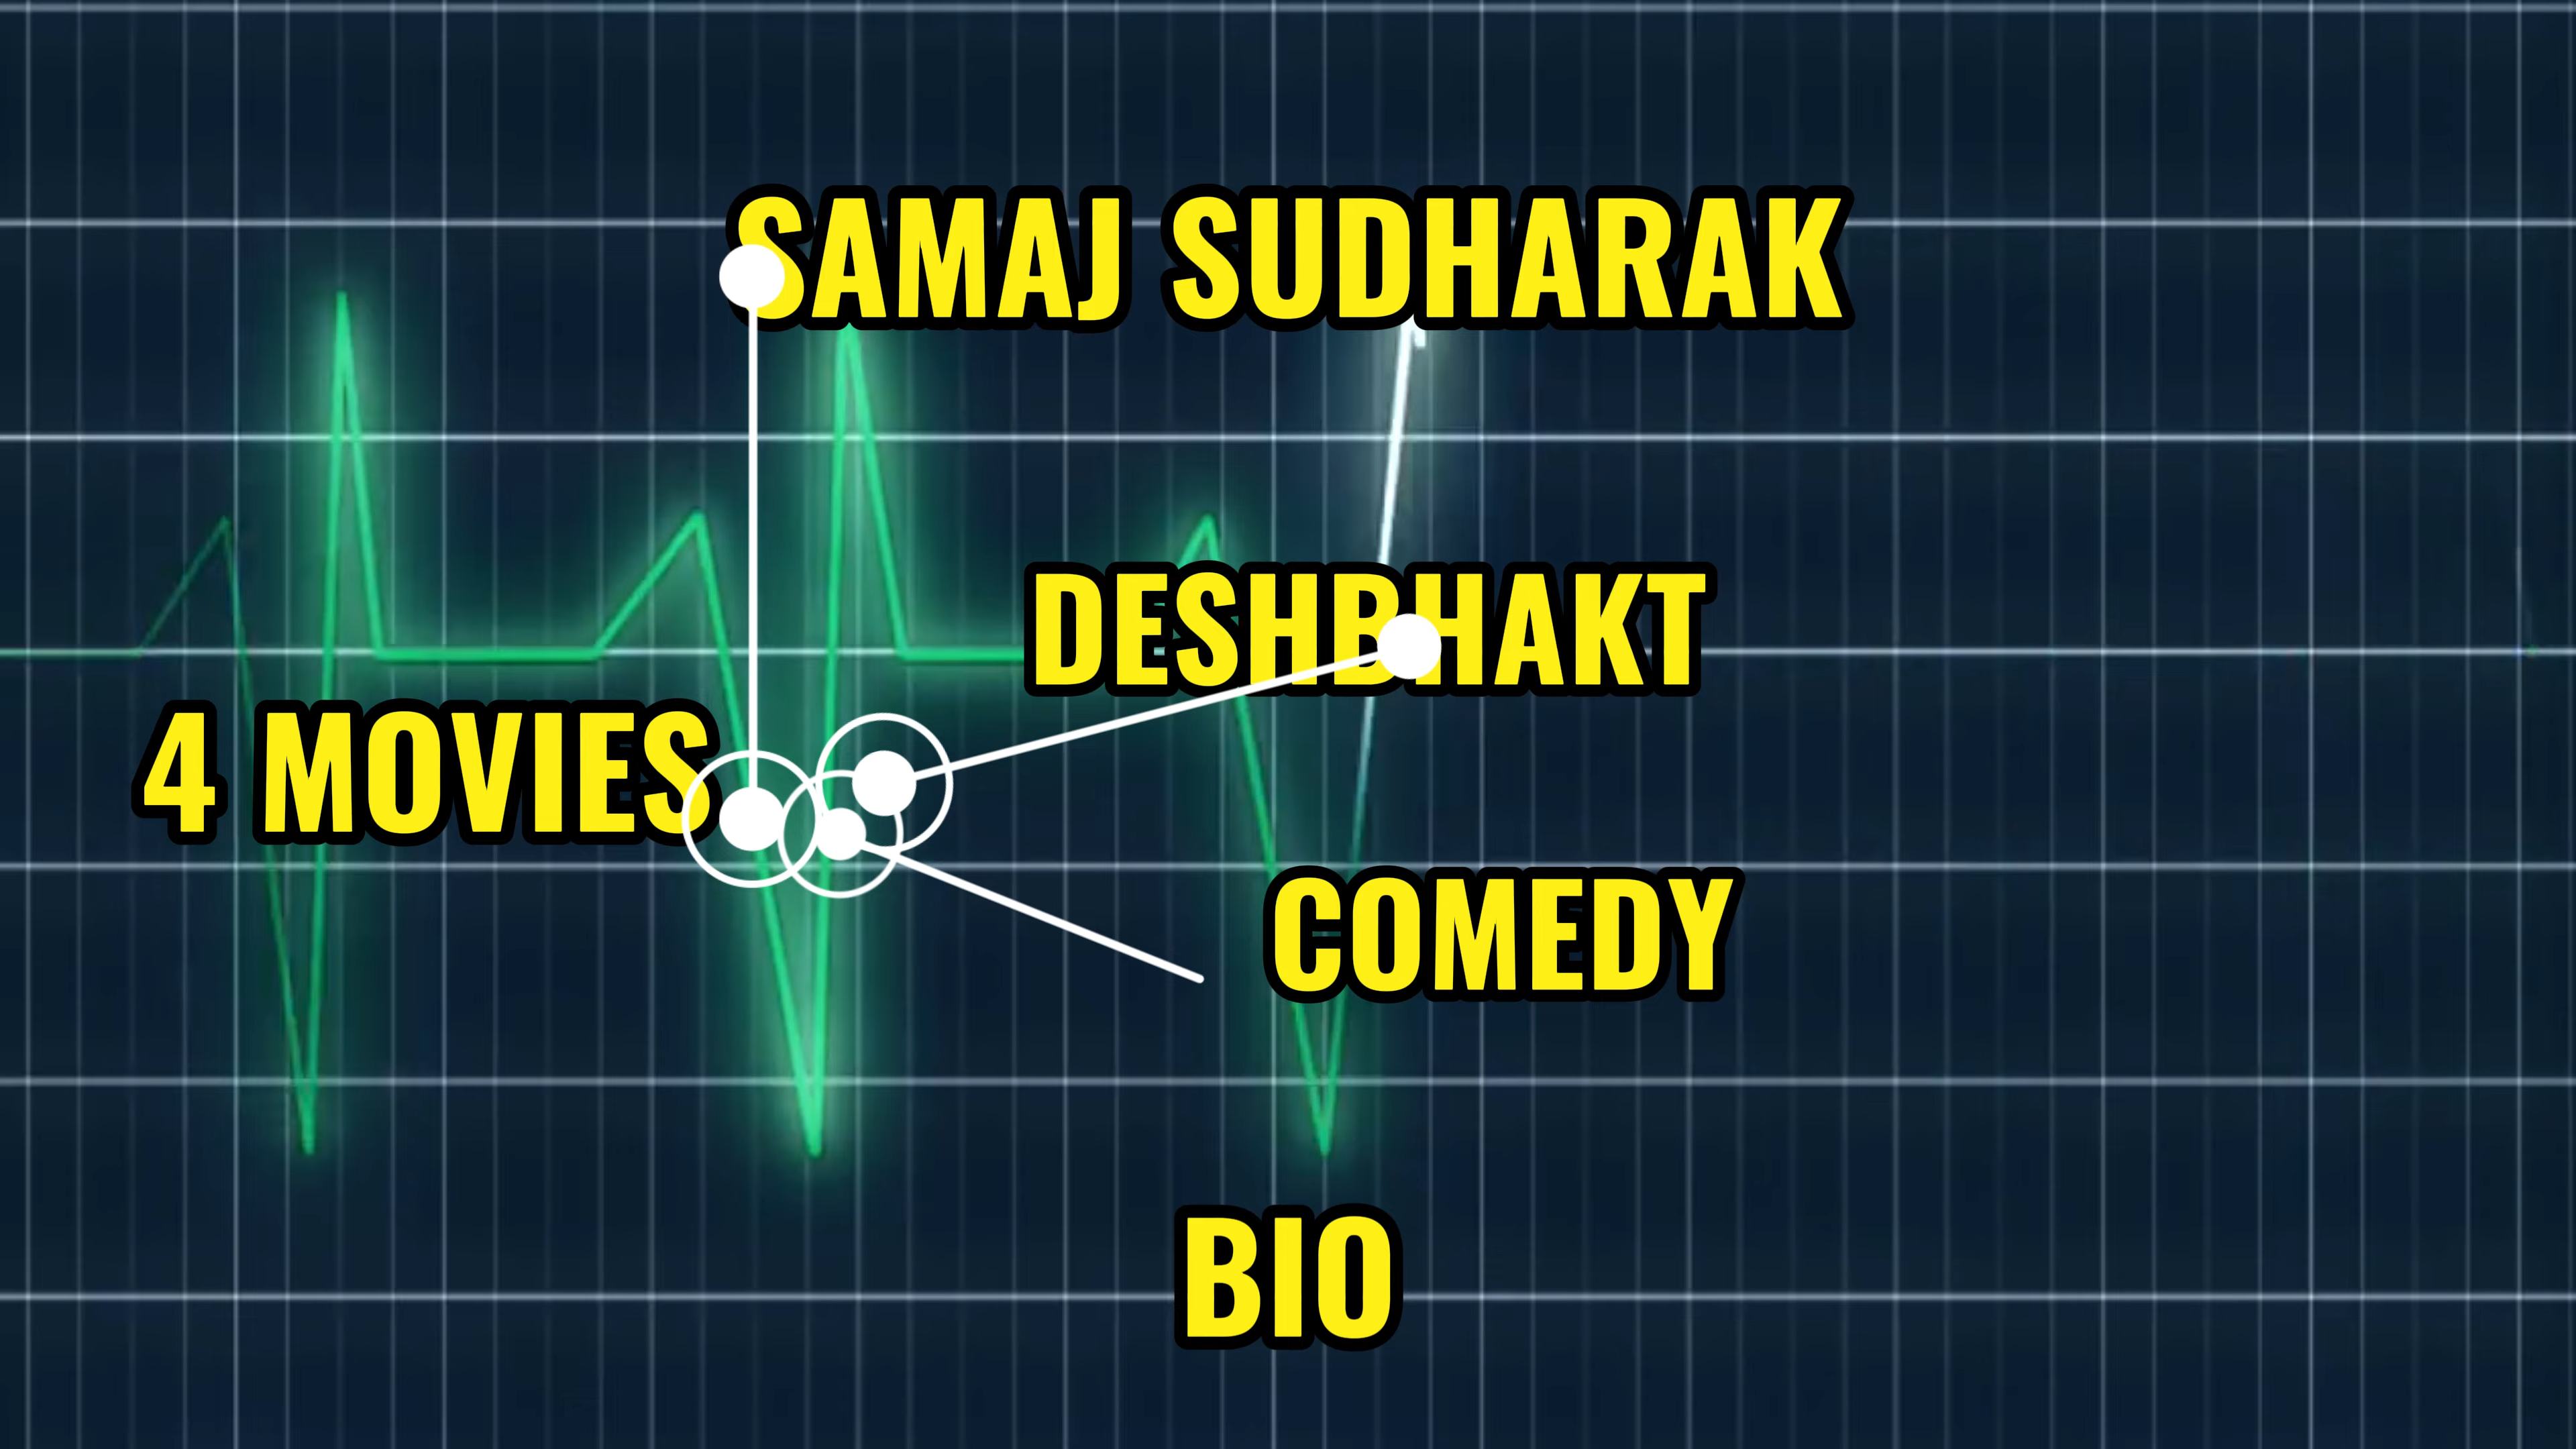 SAMAJ SUDHARAK
DESHBHAKT
4 MOVIES
COMEDY
BIO